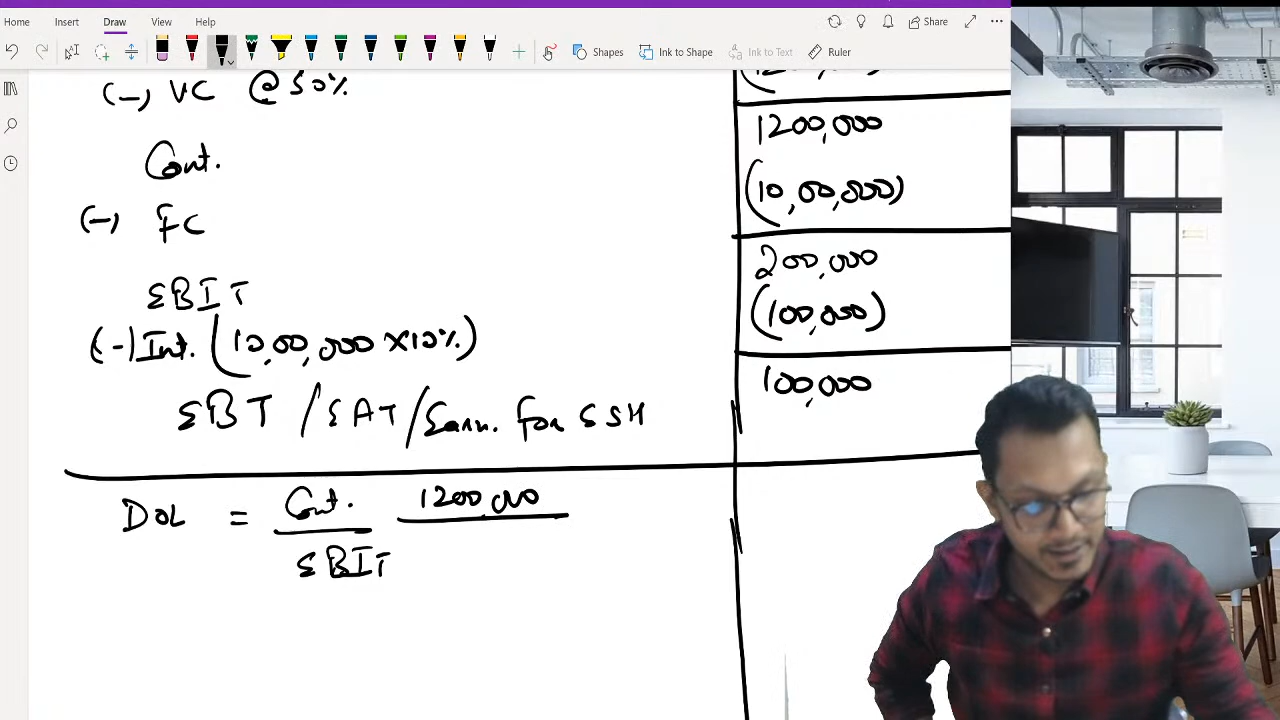 Home Insert Draw View Help Share
Shapes Ink to Shape Ink to Text Ruler
(-) VC @50%
1200,000
Cont.
(10,00,000)
(-) FC
200,000
EBIT
(100,000)
(-) Int. (10,00,000 X10%)
100,000
EBT / EAT / Earn. For ESH
DOL = Cont. 1200,000
EBIT